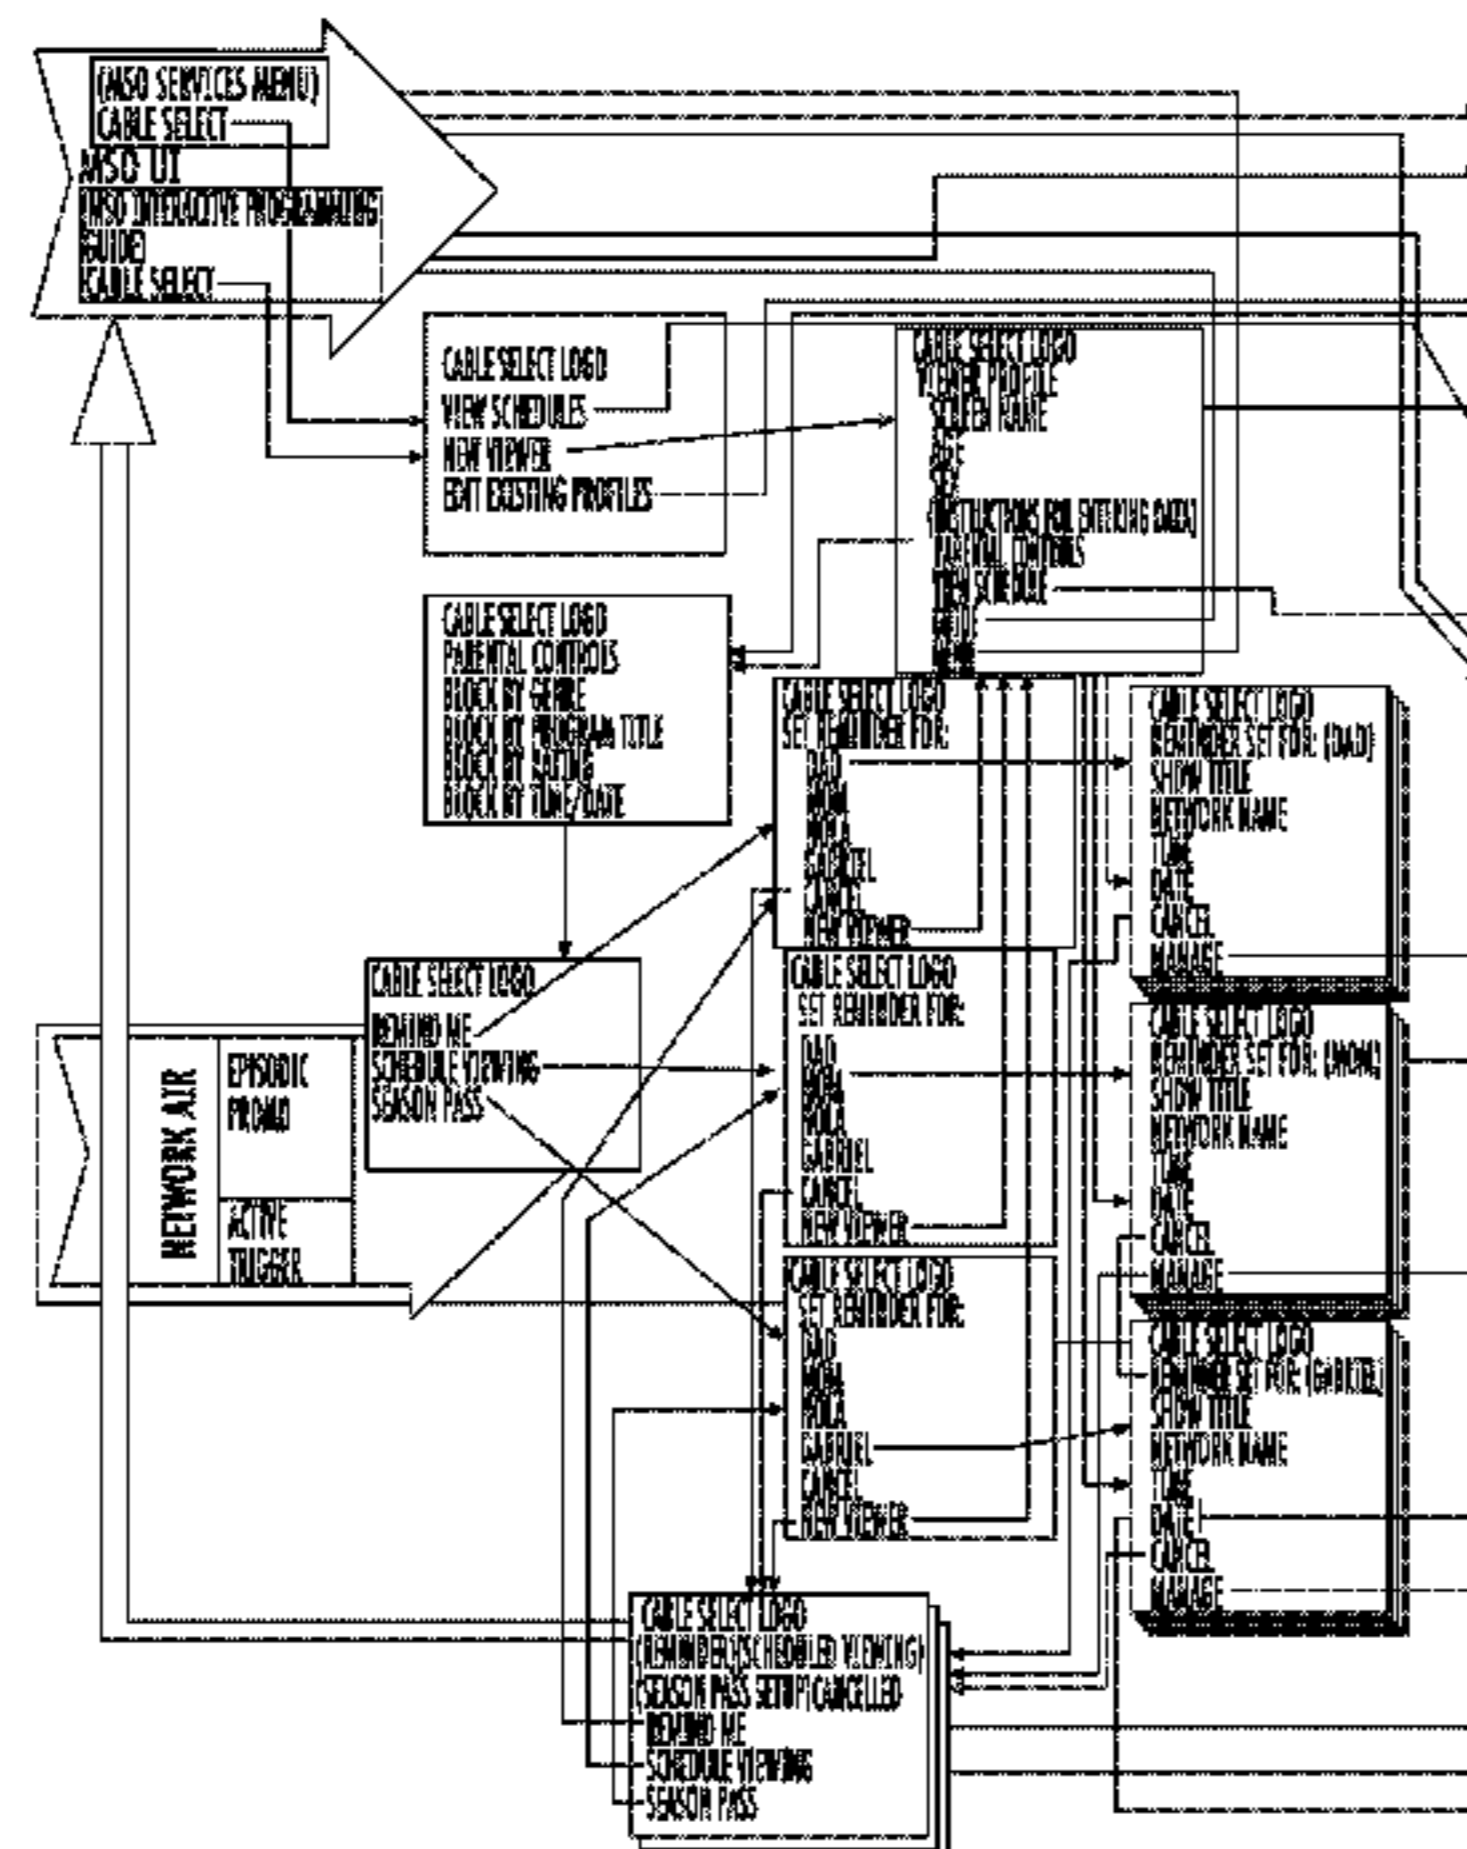 (MSO SERVICES MENU)
CABLE SELECT
MSO UI
(MSO INTERACTIVE PROGRAMMING
GUIDE)
CABLE SELECT
CABLE SELECT LOGO
VIEW SCHEDULES
NEW VIEWER
EDIT EXISTING PROFILES
CABLE SELECT LOGO
VIEWER PROFILE
SCREEN NAME
AGE
SEX
(INSTRUCTIONS FOR ENTERING DATA)
PARENTAL CONTROLS
VIEW SCHEDULE
CABLE SELECT LOGO
PARENTAL CONTROLS
BLOCK BY GENRE
BLOCK BY PROGRAM TITLE
BLOCK BY RATING
BLOCK BY TIME/DATE
CABLE SELECT LOGO
SET REMINDER FOR:
DAD
MOM
NOLA
GABRIEL
CANCEL
NEW VIEWER
CABLE SELECT LOGO
REMINDER SET FOR: (DAD)
SHOW TITLE
NETWORK NAME
TIME
DATE
CANCEL
MANAGE
CABLE SELECT LOGO
REMIND ME
SCHEDULE VIEWING
SEASON PASS
NETWORK AIR
EPISODIC
PROMO
ACTIVE
TRIGGER
CABLE SELECT LOGO
SET REMINDER FOR:
DAD
MOM
NOLA
GABRIEL
CANCEL
NEW VIEWER
CABLE SELECT LOGO
REMINDER SET FOR: (MOM)
SHOW TITLE
NETWORK NAME
TIME
DATE
CANCEL
MANAGE
CABLE SELECT LOGO
SET REMINDER FOR:
DAD
MOM
NOLA
GABRIEL
CANCEL
NEW VIEWER
CABLE SELECT LOGO
REMINDER SET FOR: (GABRIEL)
SHOW TITLE
NETWORK NAME
TIME
DATE
CANCEL
MANAGE
CABLE SELECT LOGO
(REMINDER)(SCHEDULED VIEWING)
(SEASON PASS SETUP) CANCELLED
REMIND ME
SCHEDULE VIEWING
SEASON PASS